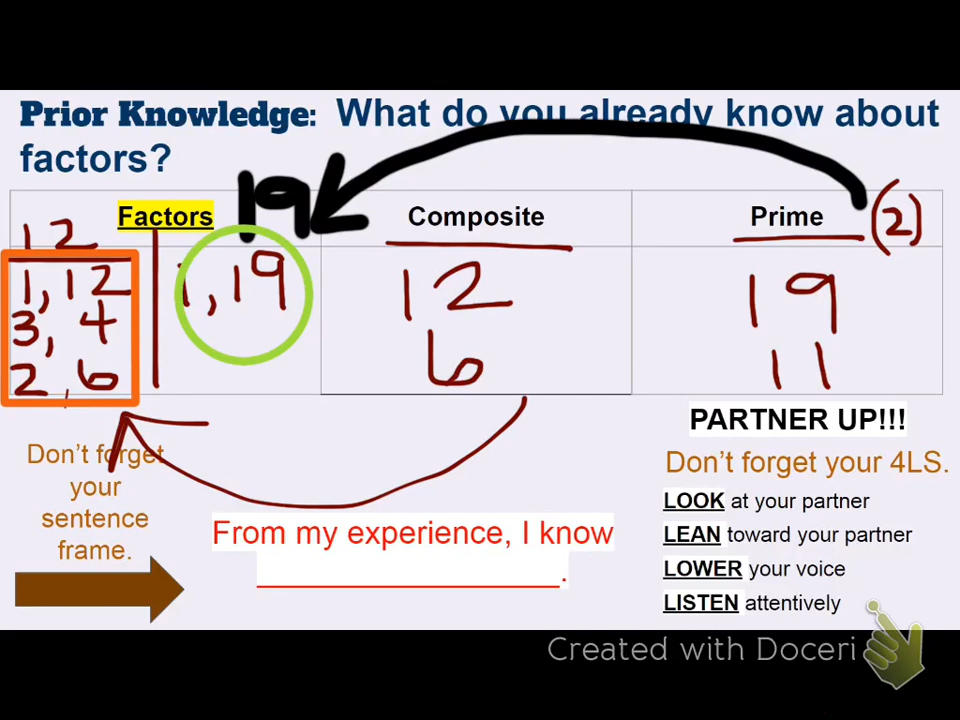 Prior Knowledge: What do you already know about
factors?
19
Factors
Composite
Prime (2)
12
1,12
3, 4
2,6
1,19
12
6
19
11
Don't forget
your
sentence
frame.
From my experience, I know
____________________.
PARTNER UP!!!
Don't forget your 4LS.
LOOK at your partner
LEAN toward your partner
LOWER your voice
LISTEN attentively
Created with Doceri